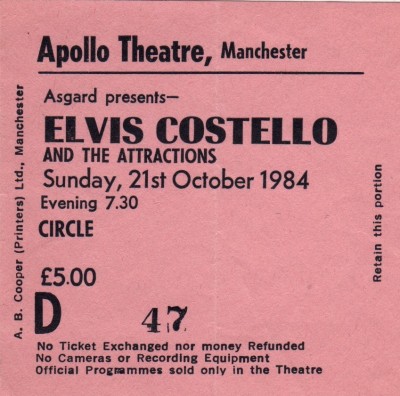 Apollo Theatre, Manchester
Asgard presents—
ELVIS COSTELLO
AND THE ATTRACTIONS
Sunday, 21st October 1984
Evening 7.30
CIRCLE
£5.00
D 47
No Ticket Exchanged nor money Refunded
No Cameras or Recording Equipment
Official Programmes sold only in the Theatre
A. B. Cooper (Printers) Ltd., Manchester
Retain this portion